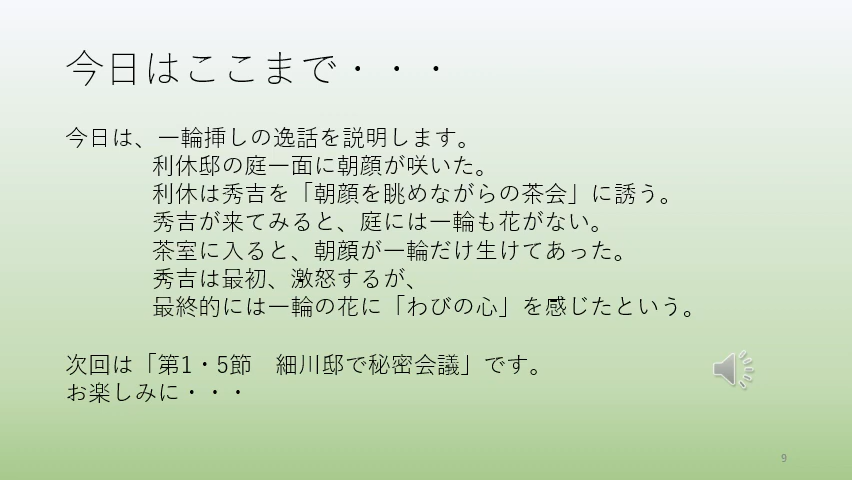 今日はここまで・・・
今日は、一輪挿しの逸話を説明します。
利休邸の庭一面に朝顔が咲いた。
利休は秀吉を「朝顔を眺めながらの茶会」に誘う。
秀吉が来てみると、庭には一輪も花がない。
茶室に入ると、朝顔が一輪だけ生けてあった。
秀吉は最初、激怒するが、
最終的には一輪の花に「わびの心」を感じたという。
次回は「第1・5節　細川邸で秘密会議」です。
お楽しみに・・・
9